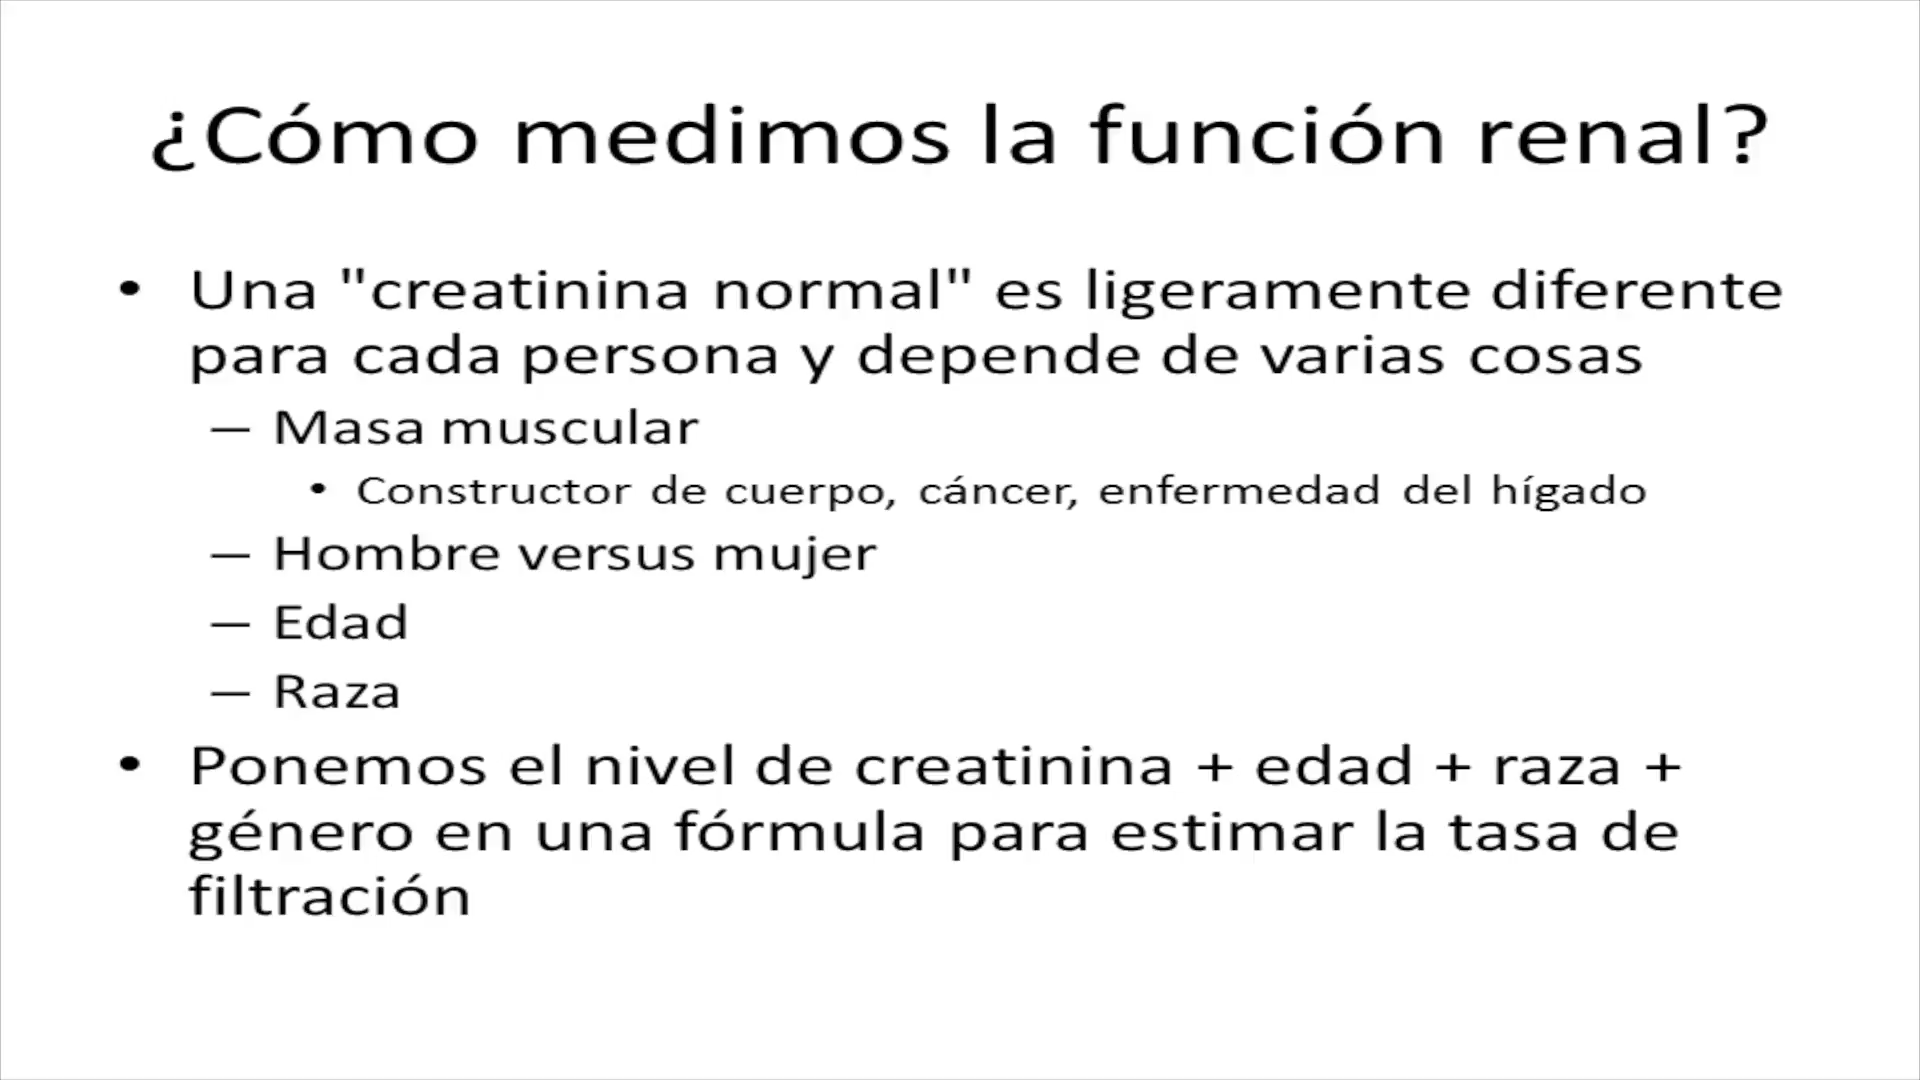 ¿Cómo medimos la función renal?
• Una "creatinina normal" es ligeramente diferente
para cada persona y depende de varias cosas
– Masa muscular
• Constructor de cuerpo, cáncer, enfermedad del hígado
– Hombre versus mujer
– Edad
– Raza
• Ponemos el nivel de creatinina + edad + raza +
género en una fórmula para estimar la tasa de
filtración